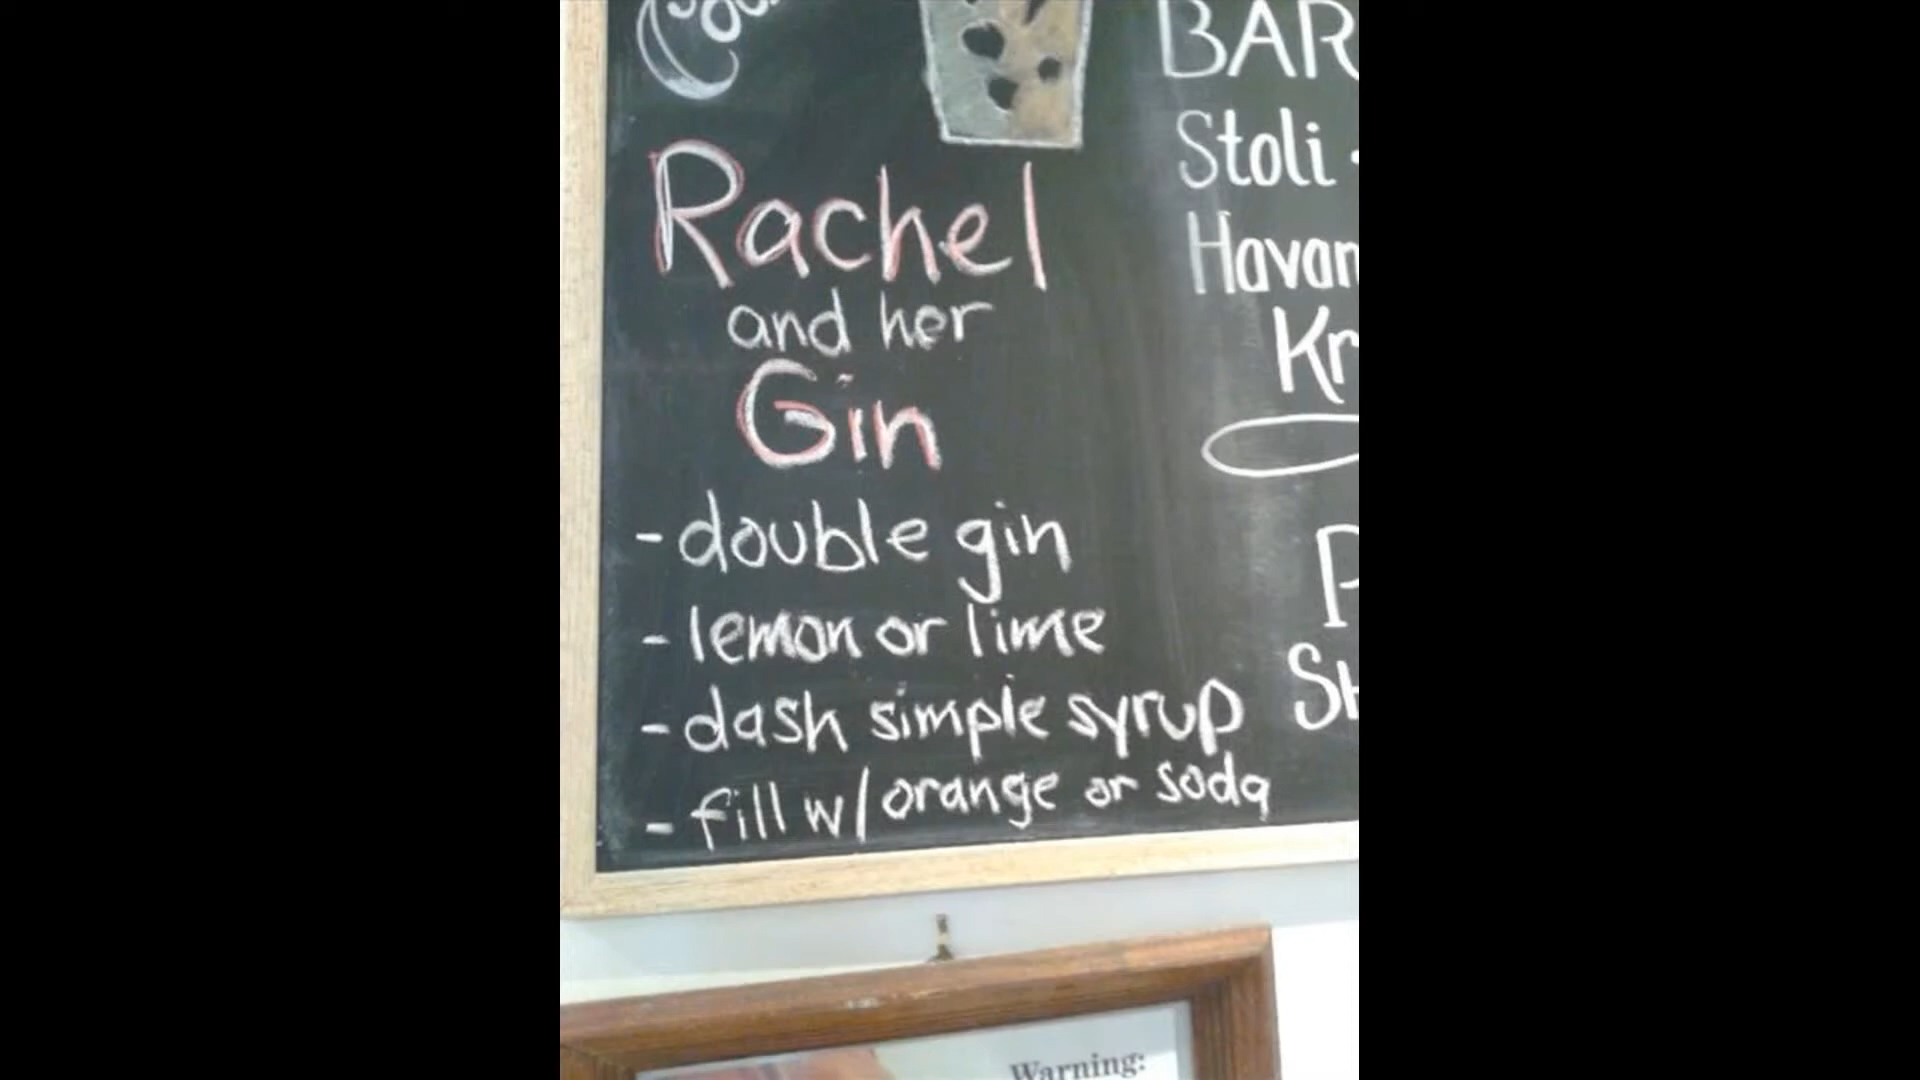 Rachel
and her
Gin
- double gin
- lemon or lime
- dash simple syrup
- fill w/ orange or soda
BAR
Stoli -
Havan
Kr
P
Sh
Warning: